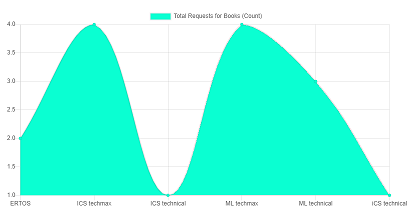 Total Requests for Books (Count)
4.0
3.5
3.0
2.5
2.0
1.5
1.0
ERTOS
ICS techmax
ICS technical
ML techmax
ML technical
iCS technical